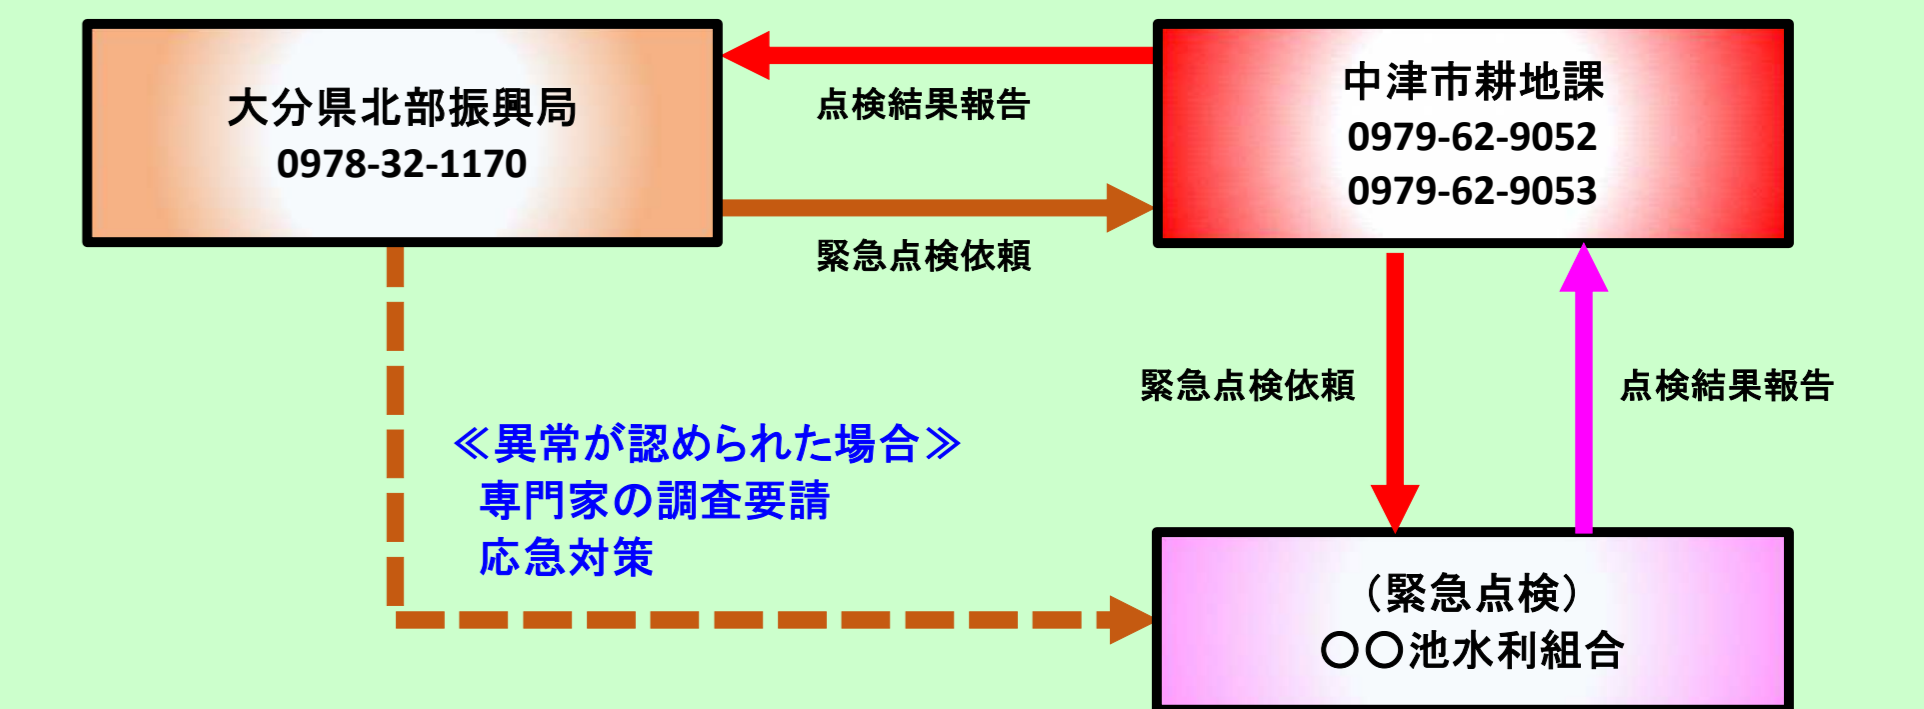 大分県北部振興局
0978-32-1170
点検結果報告
中津市耕地課
0979-62-9052
0979-62-9053
緊急点検依頼
緊急点検依頼
点検結果報告
≪異常が認められた場合≫
専門家の調査要請
応急対策
（緊急点検）
〇〇池水利組合